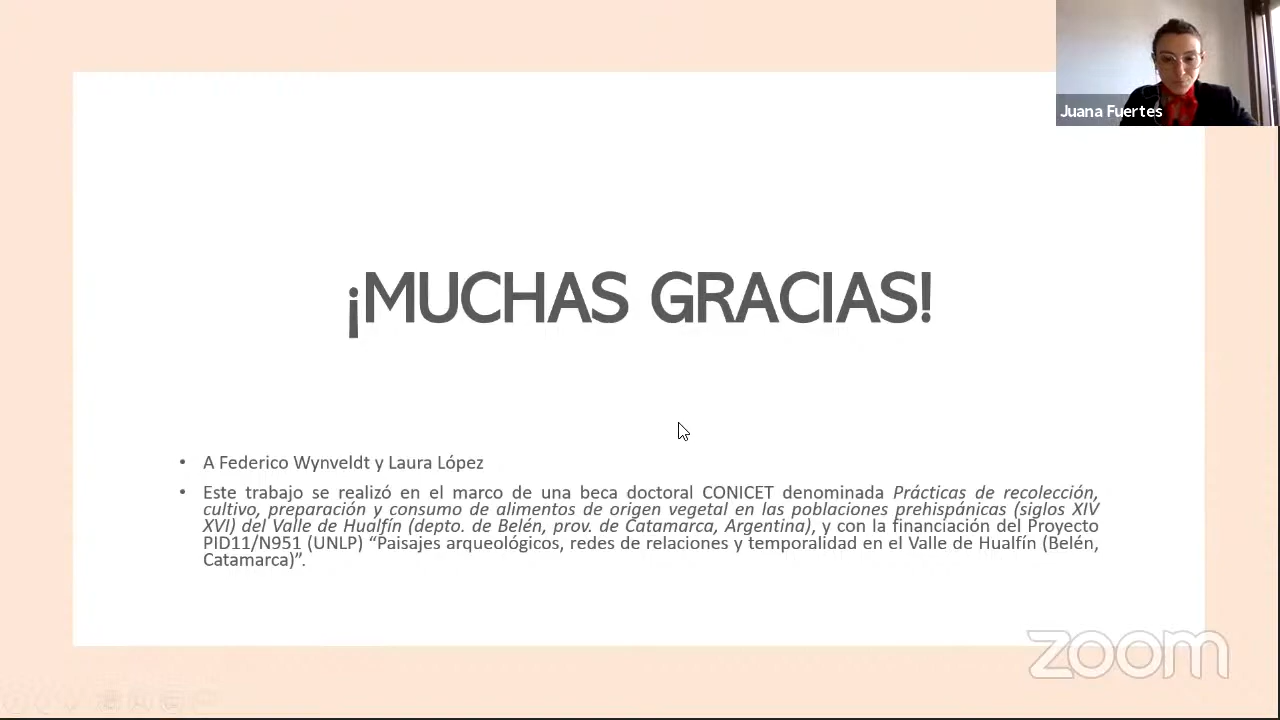 Juana Fuertes
¡MUCHAS GRACIAS!
• A Federico Wynveldt y Laura López
• Este trabajo se realizó en el marco de una beca doctoral CONICET denominada Prácticas de recolección,
cultivo, preparación y consumo de alimentos de origen vegetal en las poblaciones prehispánicas (siglos XIV
XVI) del Valle de Hualfín (depto. de Belén, prov. de Catamarca, Argentina), y con la financiación del Proyecto
PID11/N951 (UNLP) “Paisajes arqueológicos, redes de relaciones y temporalidad en el Valle de Hualfín (Belén,
Catamarca)”.
zoom